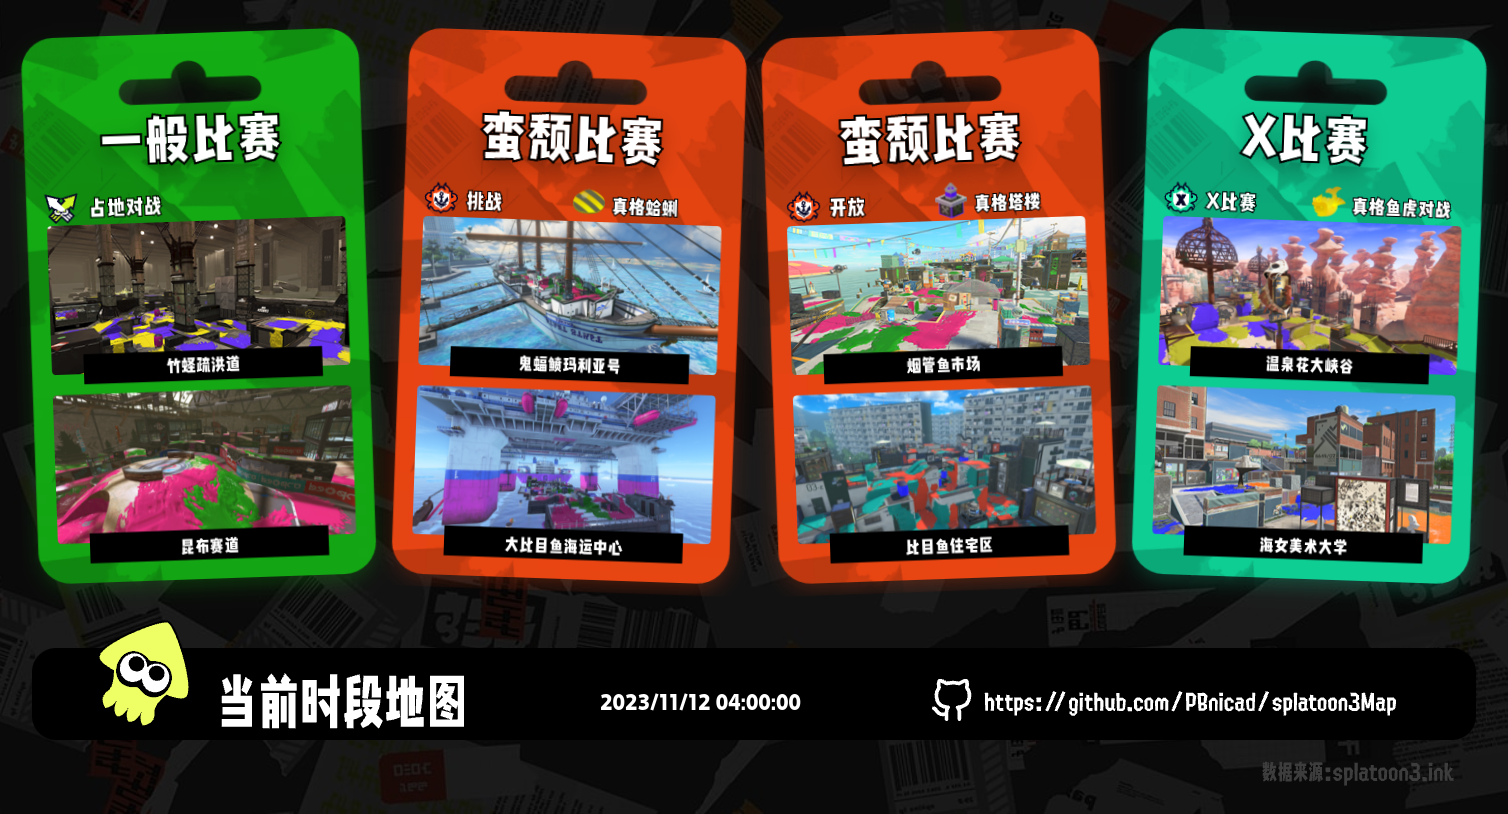 一般比赛
占地对战
竹蛏疏洪道
昆布赛道
蛮颓比赛
挑战
真格蛤蜊
鬼蝠鲼玛利亚号
大比目鱼海运中心
蛮颓比赛
开放
真格塔楼
烟管鱼市场
比目鱼住宅区
X比赛
X比赛
真格鱼虎对战
温泉花大峡谷
海女美术大学
当前时段地图
2023/11/12 04:00:00
https://github.com/PBnicad/splatoon3Map
数据来源:splatoon3.ink